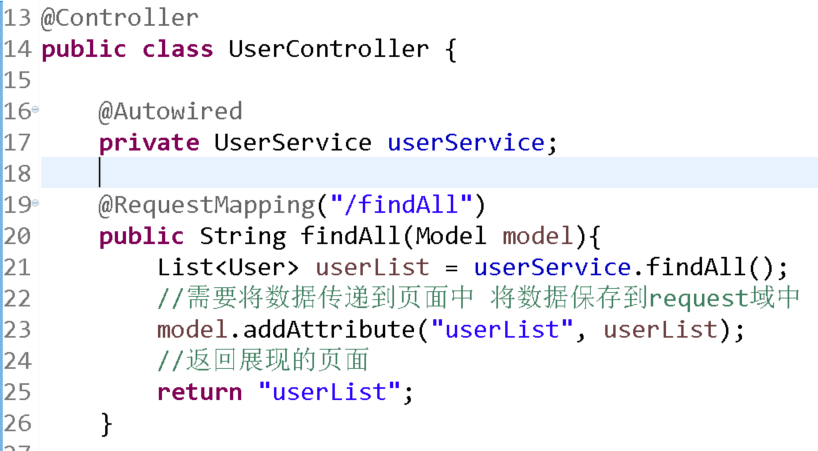 13 @Controller
14 public class UserController {
15
16 @Autowired
17 private UserService userService;
18
19 @RequestMapping("/findAll")
20 public String findAll(Model model){
21 List<User> userList = userService.findAll();
22 //需要将数据传递到页面中 将数据保存到request域中
23 model.addAttribute("userList", userList);
24 //返回展现的页面
25 return "userList";
26 }